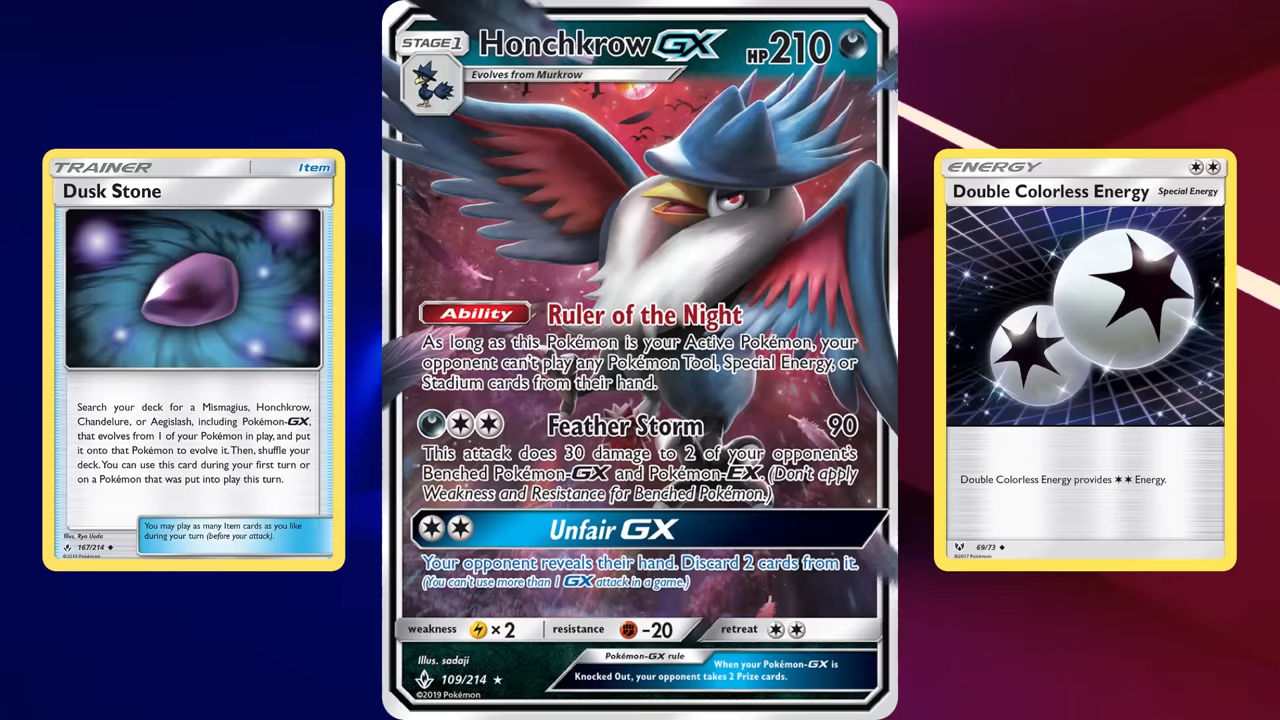 TRAINER
Item
Dusk Stone
Search your deck for a Mismagius, Honchkrow,
Chandelure, or Aegislash, including Pokémon-GX,
that evolves from 1 of your Pokémon in play, and put
it onto that Pokémon to evolve it. Then, shuffle your
deck. You can use this card during your first turn or
on a Pokémon that was put into play this turn.
You may play as many Item cards as you like
during your turn (before your attack).
Illus. Ryo Ueda
167/214
©2019 Pokémon
STAGE 1
Honchkrow GX
HP 210
Evolves from Murkrow
Ability Ruler of the Night
As long as this Pokémon is your Active Pokémon, your
opponent can't play any Pokémon Tool, Special Energy, or
Stadium cards from their hand.
Feather Storm 90
This attack does 30 damage to 2 of your opponent's
Benched Pokémon-GX and Pokémon-EX. (Don't apply
Weakness and Resistance for Benched Pokémon.)
Unfair GX
Your opponent reveals their hand. Discard 2 cards from it.
(You can't use more than 1 GX attack in a game.)
weakness ×2 resistance -20 retreat
Illus. sadaji
109/214
©2019 Pokémon
Pokémon-GX rule
When your Pokémon-GX is
Knocked Out, your opponent takes 2 Prize cards.
ENERGY
Double Colorless Energy Special Energy
Double Colorless Energy provides Energy.
69/73
©2017 Pokémon